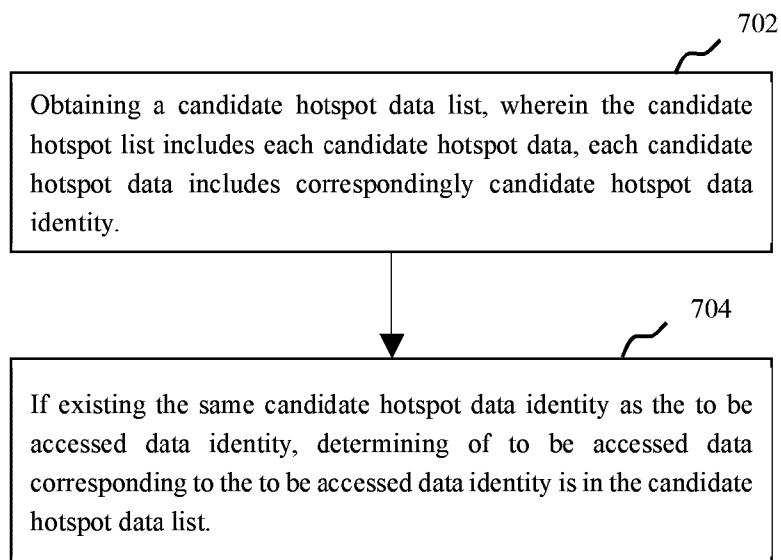 702
Obtaining a candidate hotspot data list, wherein the candidate
hotspot list includes each candidate hotspot data, each candidate
hotspot data includes correspondingly candidate hotspot data
identity.
704
If existing the same candidate hotspot data identity as the to be
accessed data identity, determining of to be accessed data
corresponding to the to be accessed data identity is in the candidate
hotspot data list.